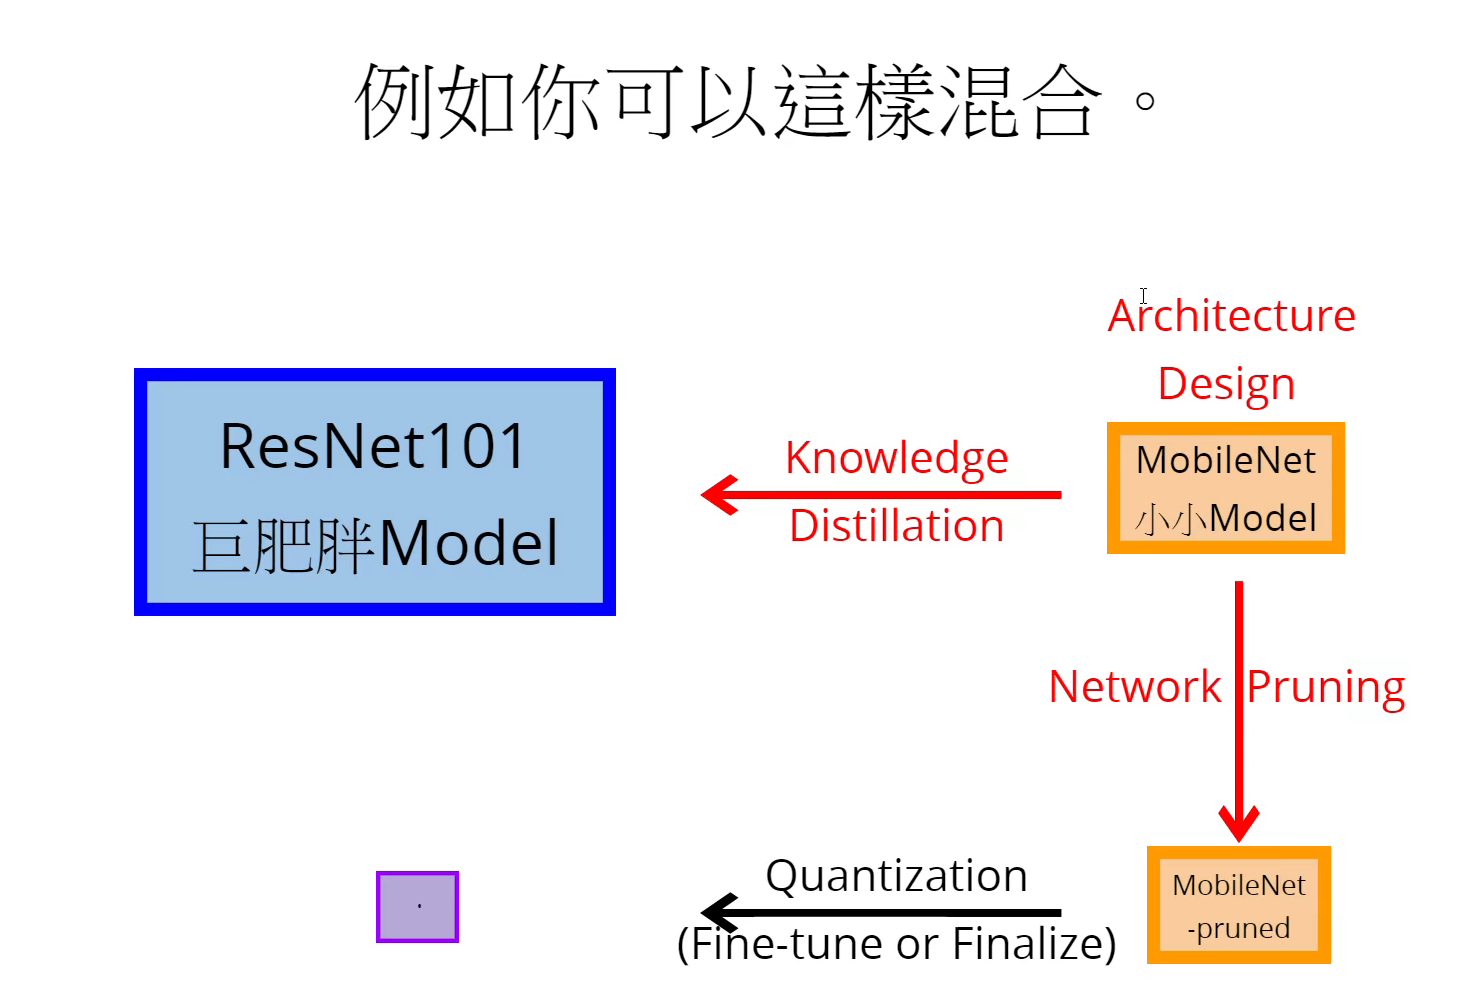 例如你可以這樣混合。
Architecture
Design
ResNet101
巨肥胖Model
Knowledge
Distillation
MobileNet
小小Model
Network Pruning
Quantization
(Fine-tune or Finalize)
MobileNet
-pruned